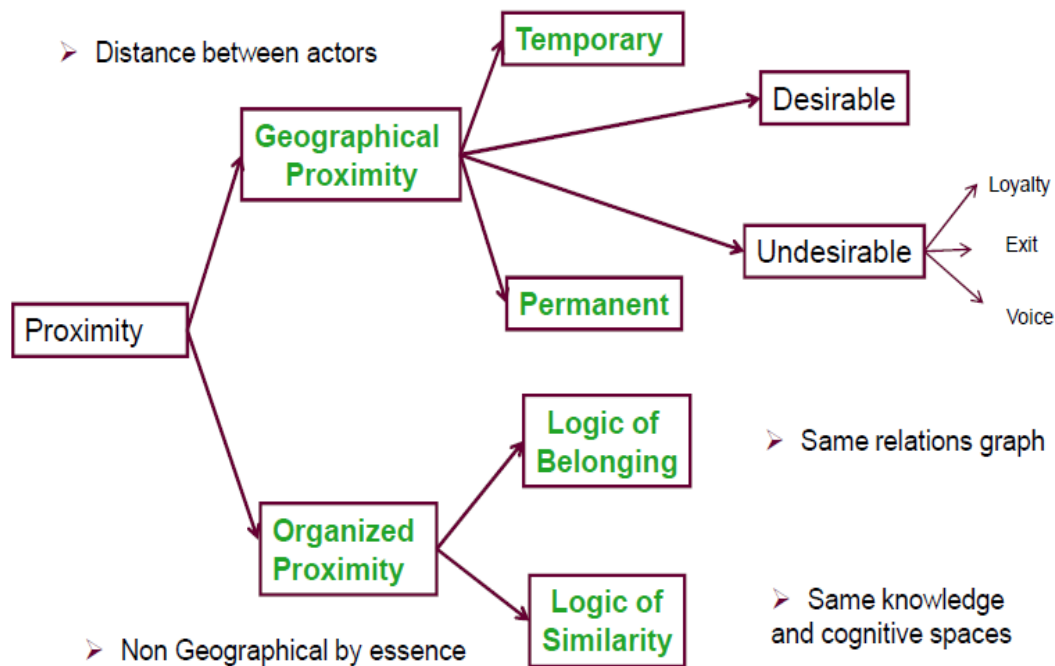 Temporary
Distance between actors
Desirable
Geographical
Proximity
Loyalty
Exit
Undesirable
Permanent
Voice
Proximity
Logic of
Belonging
Same relations graph
Organized
Proximity
Logic of
Similarity
Same knowledge
and cognitive spaces
Non Geographical by essence